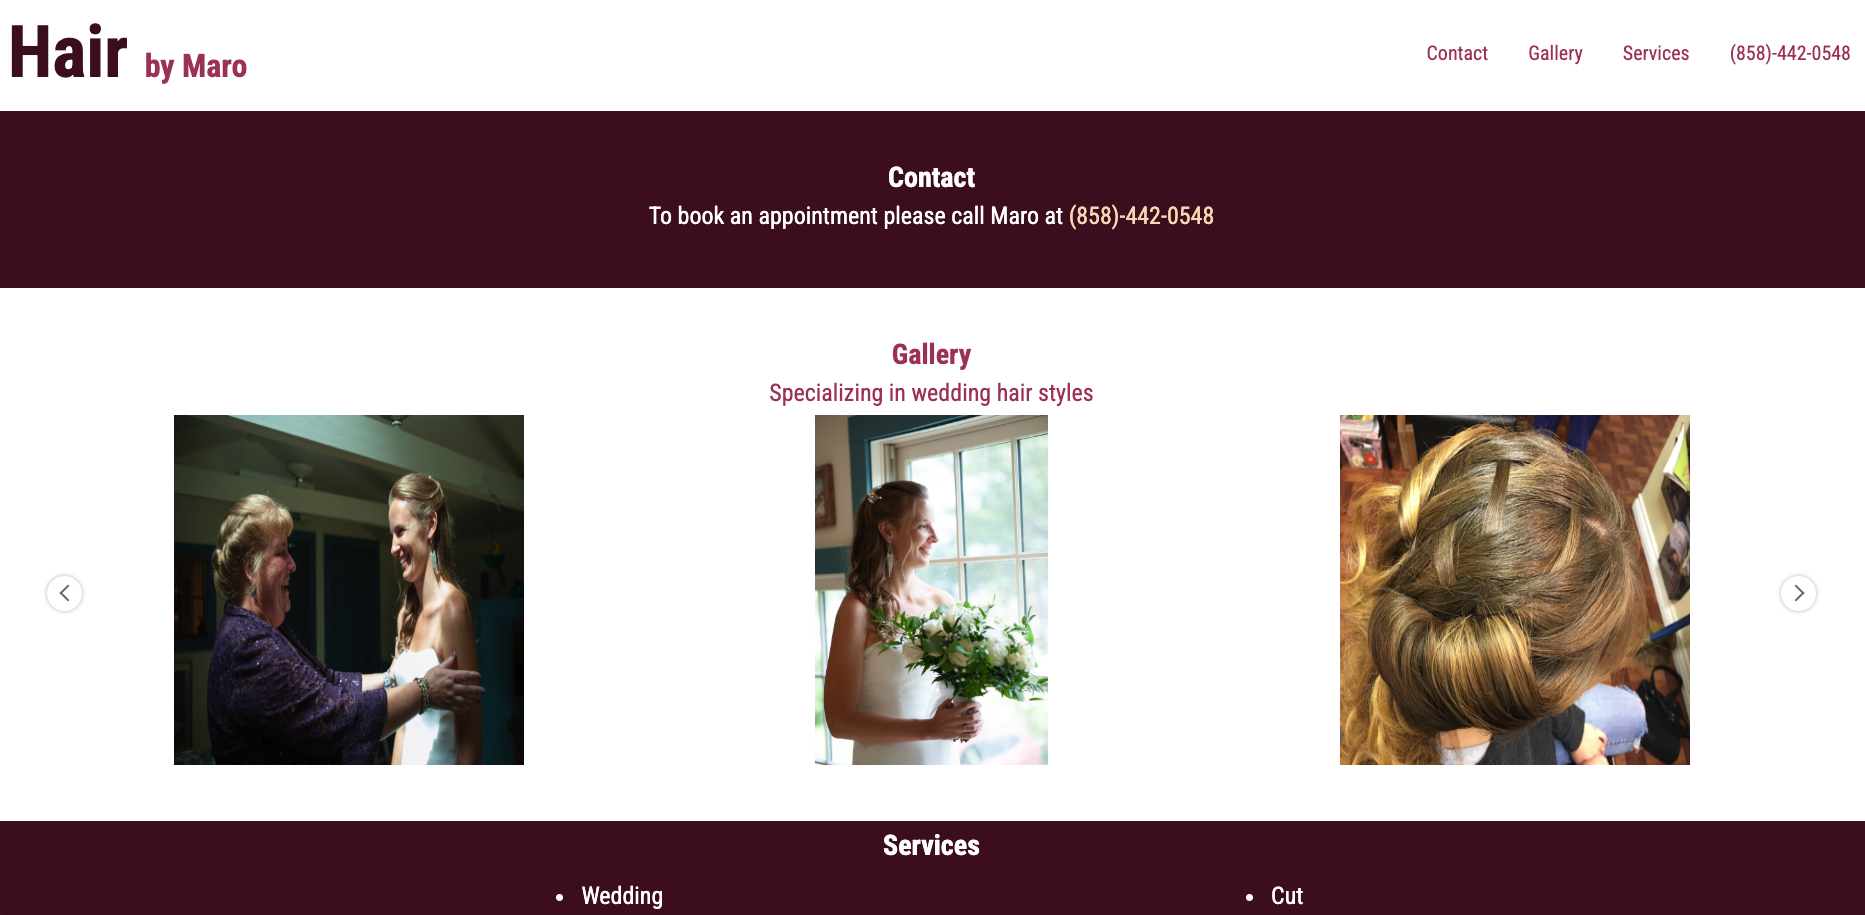 Hair by Maro
Contact Gallery Services (858)-442-0548
Contact
To book an appointment please call Maro at (858)-442-0548
Gallery
Specializing in wedding hair styles
Services
• Wedding
• Cut